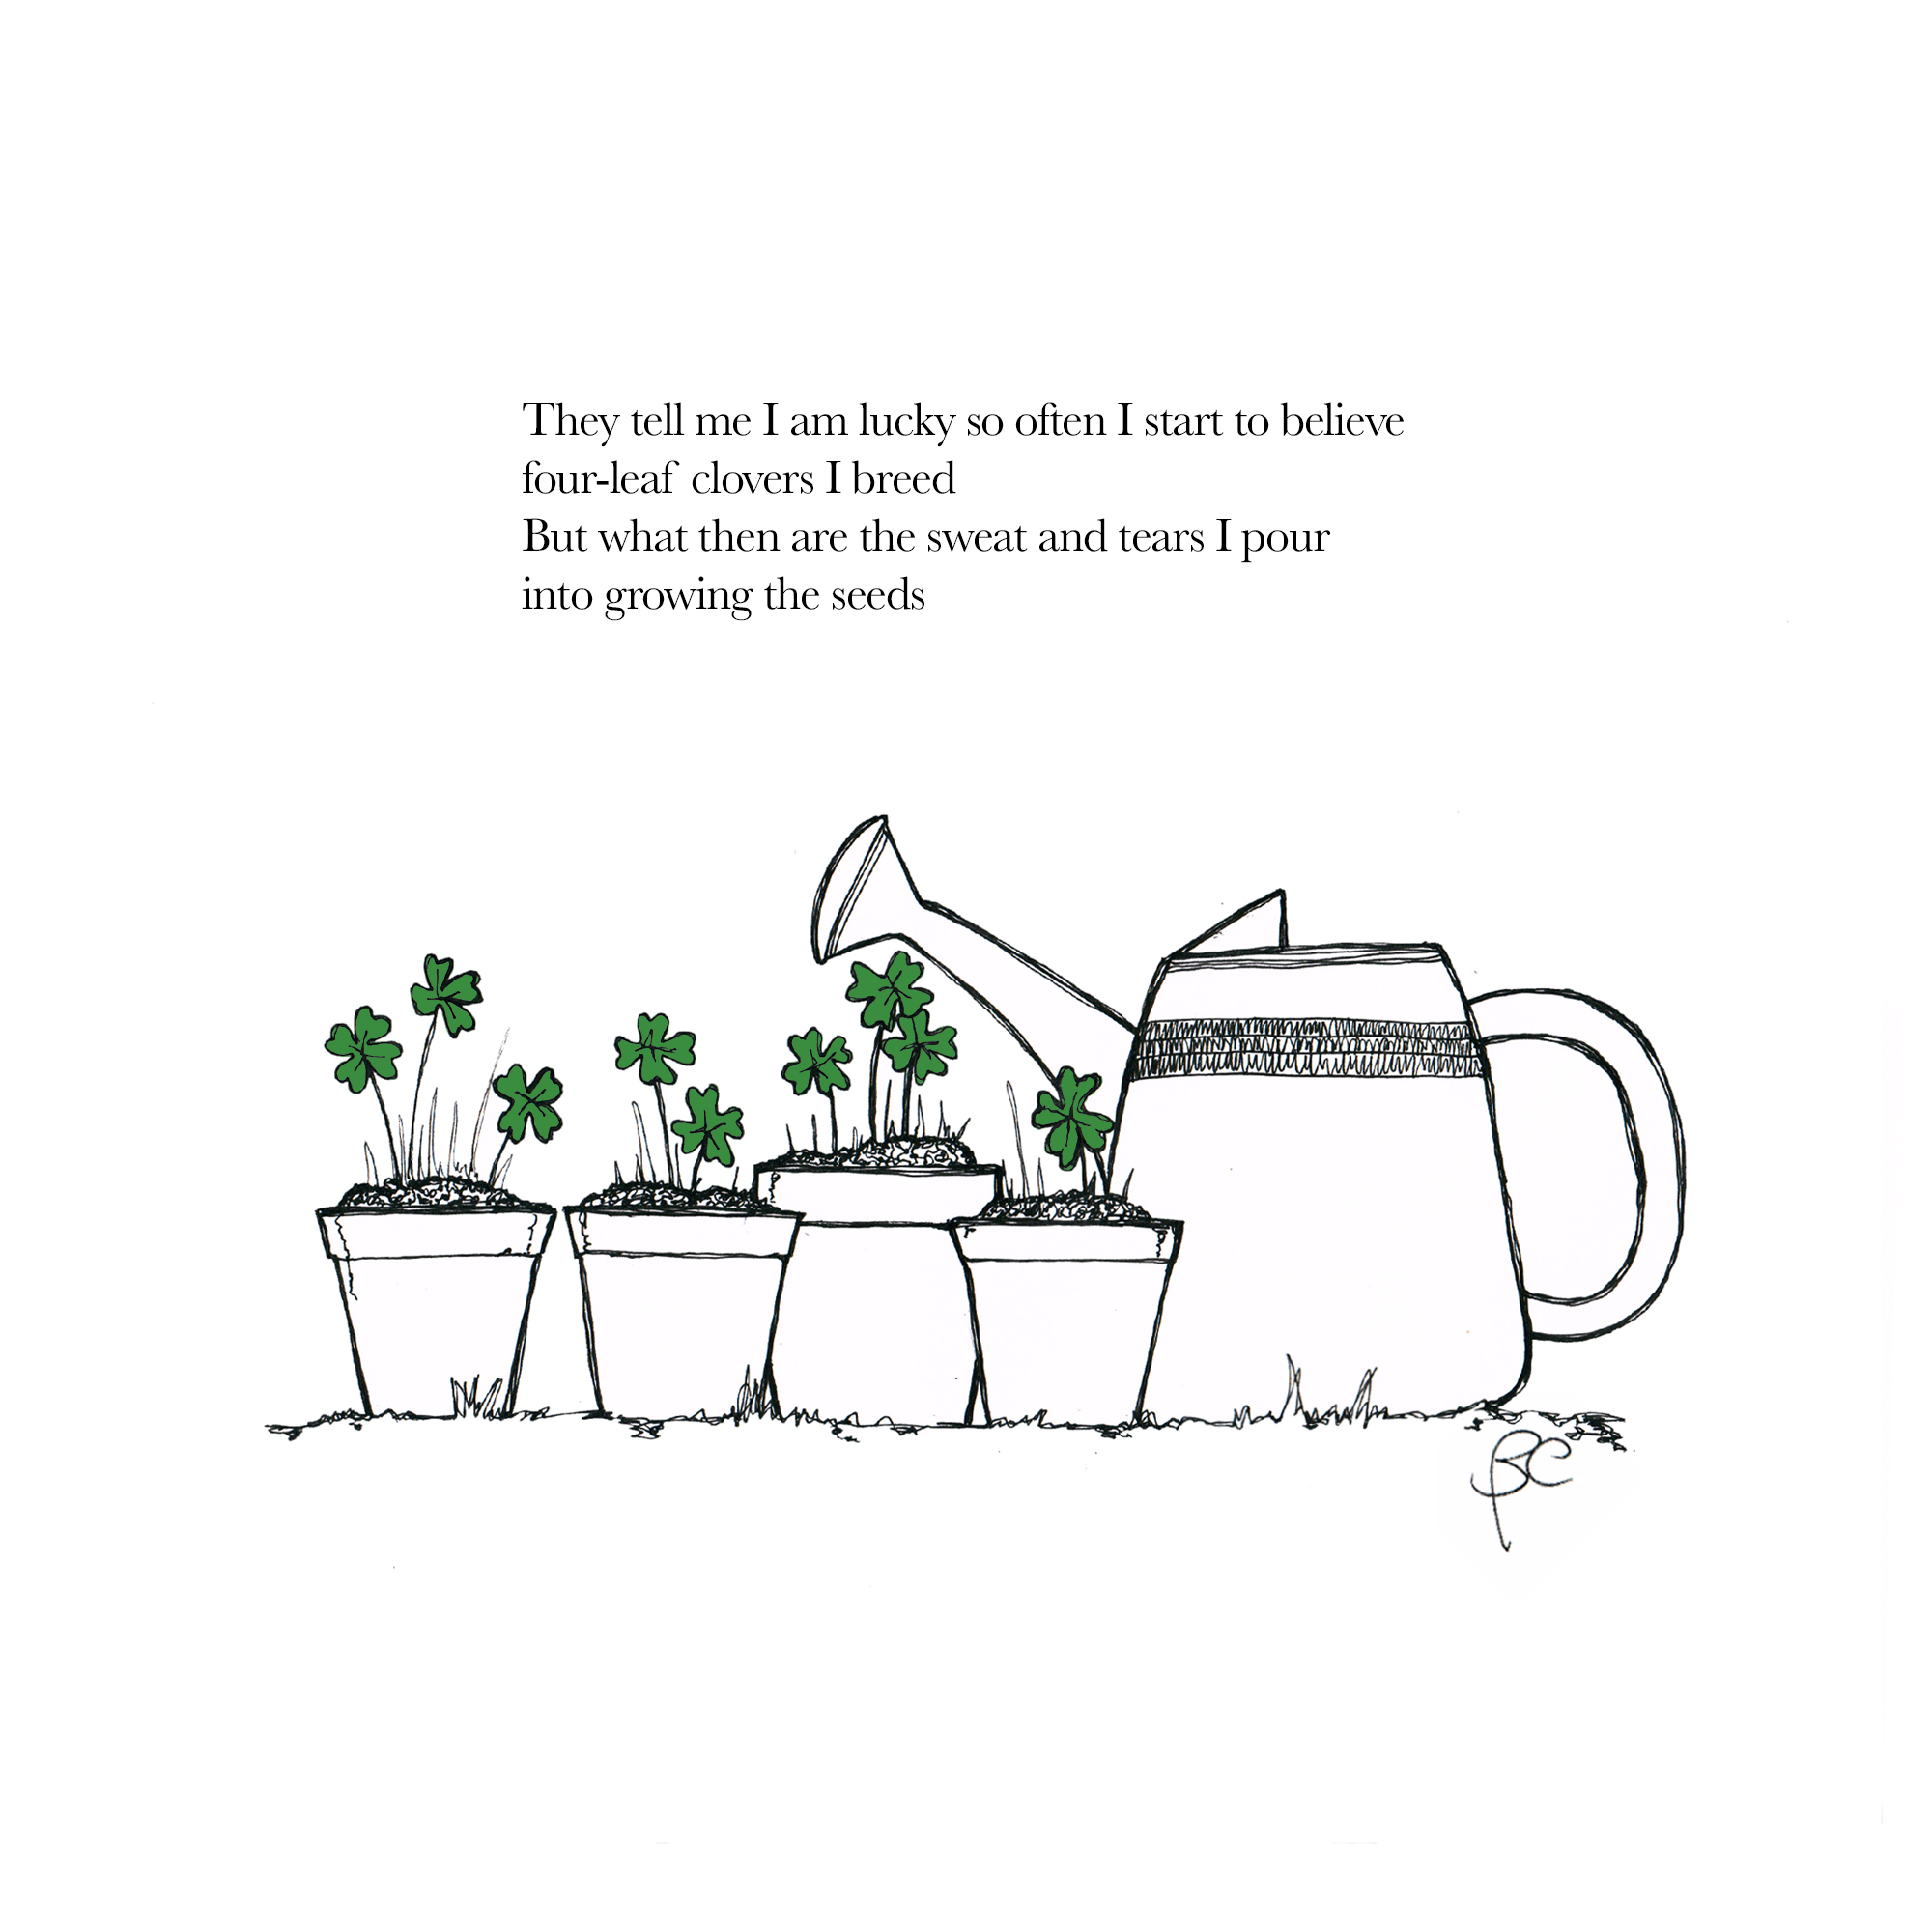 They tell me I am lucky so often I start to believe
four-leaf clovers I breed
But what then are the sweat and tears I pour
into growing the seeds
BC